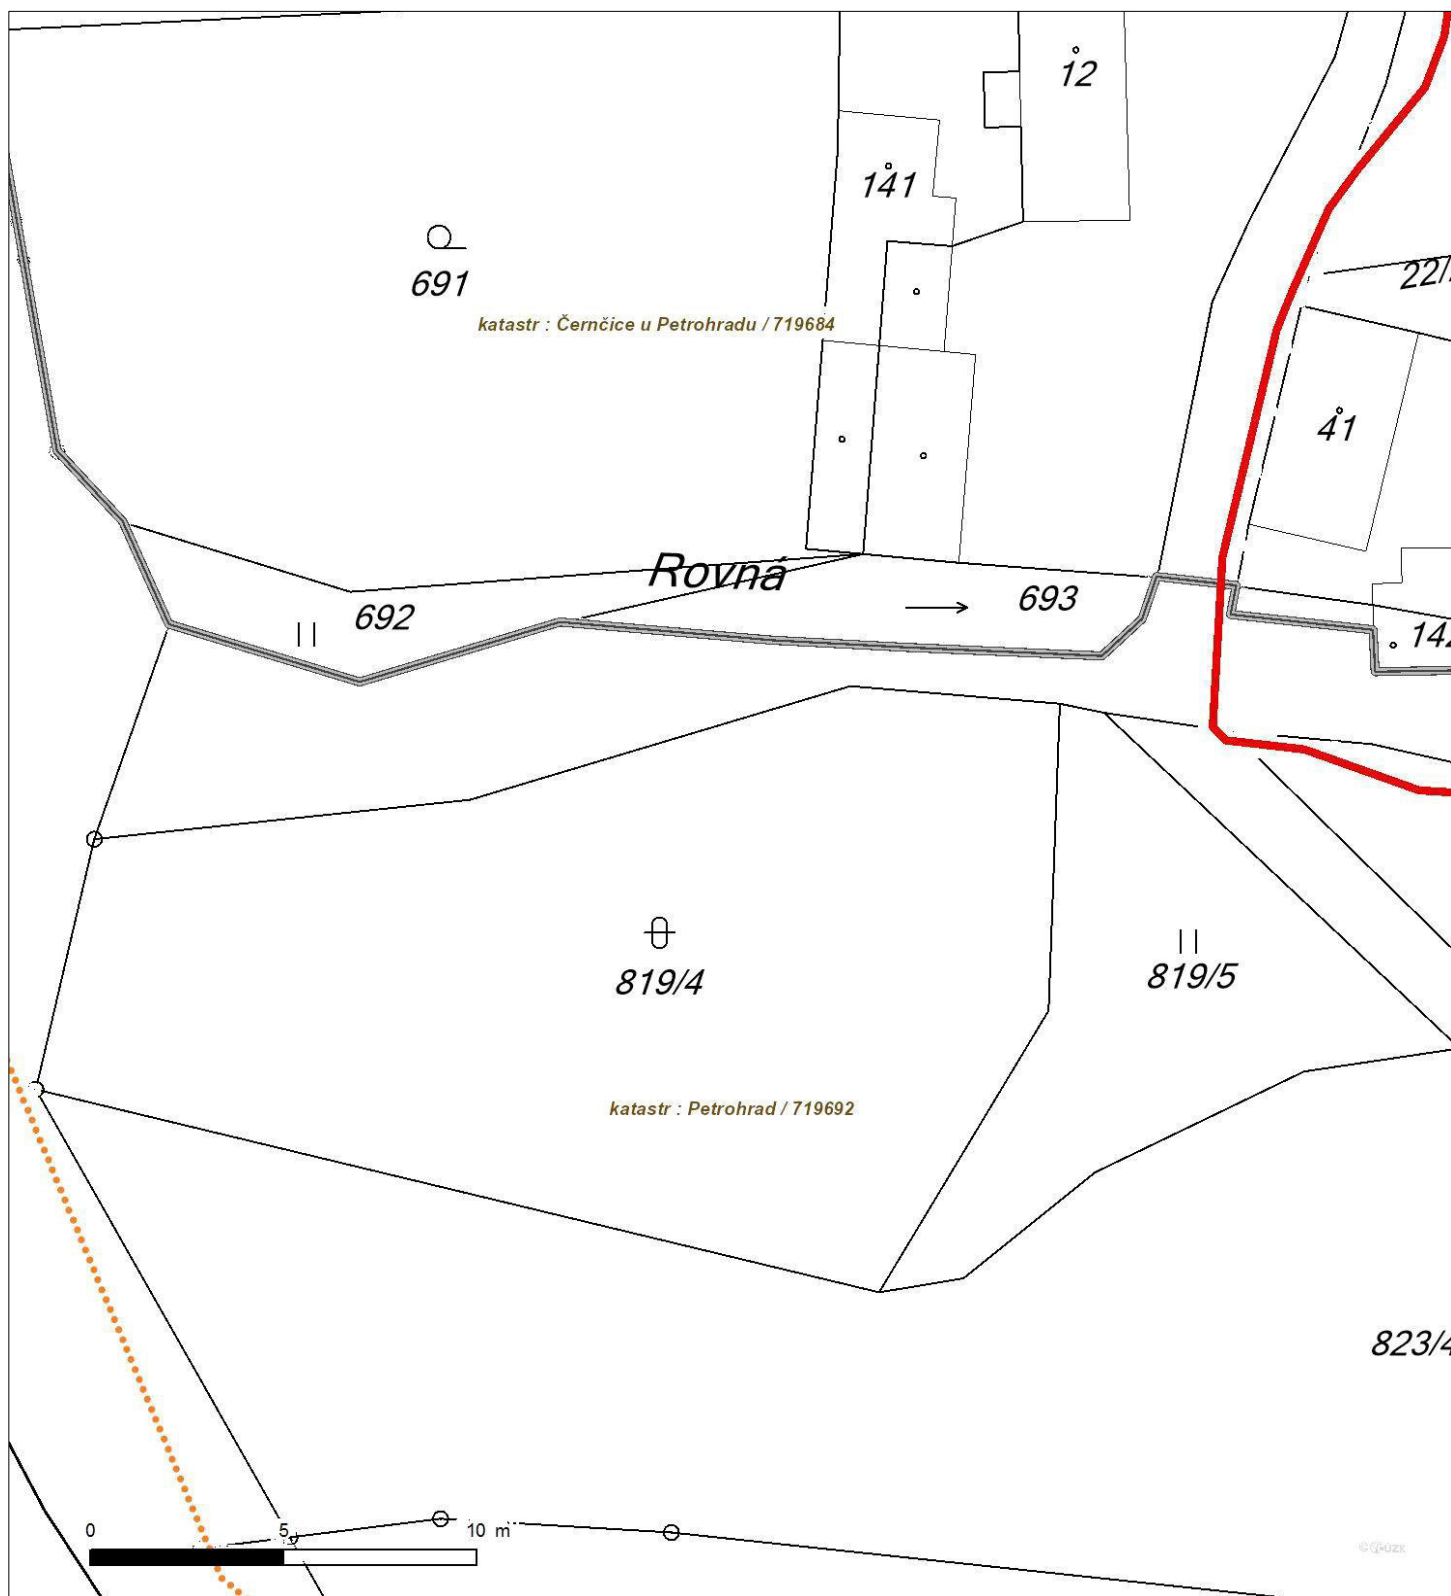 12
141
691
22/
katastr : Černčice u Petrohradu / 719684
41
Rovná
693
692
142
819/4
819/5
katastr : Petrohrad / 719692
823/4
0 5 10 m